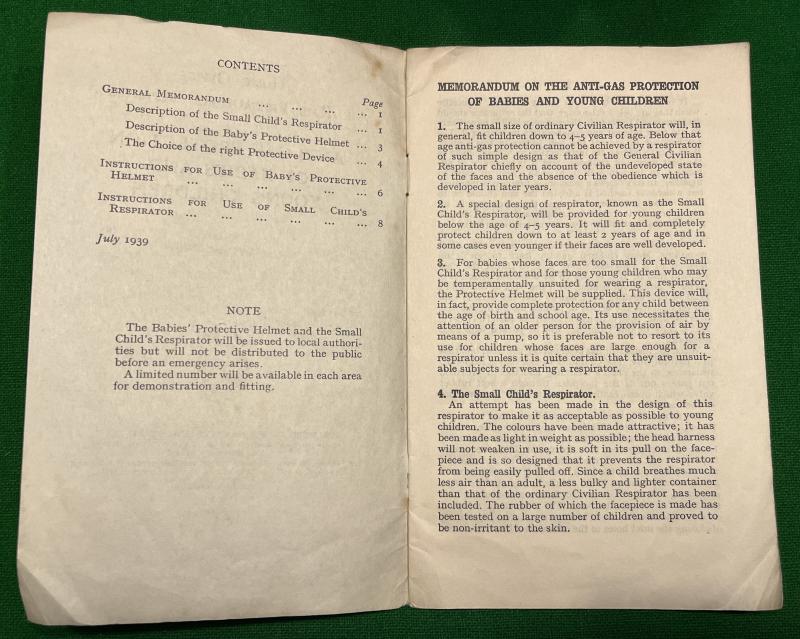 CONTENTS
Page
GENERAL MEMORANDUM ... ... ... ... 1
Description of the Small Child's Respirator ... 1
Description of the Baby's Protective Helmet ... 3
The Choice of the right Protective Device ... 4
INSTRUCTIONS FOR USE OF BABY'S PROTECTIVE
HELMET ... ... ... ... ... ... 6
INSTRUCTIONS FOR USE OF SMALL CHILD'S
RESPIRATOR ... ... ... ... ... ... 8
July 1939
NOTE
The Babies' Protective Helmet and the Small
Child's Respirator will be issued to local authori-
ties but will not be distributed to the public
before an emergency arises.
A limited number will be available in each area
for demonstration and fitting.
MEMORANDUM ON THE ANTI-GAS PROTECTION
OF BABIES AND YOUNG CHILDREN
1. The small size of ordinary Civilian Respirator will, in
general, fit children down to 4–5 years of age. Below that
age anti-gas protection cannot be achieved by a respirator
of such simple design as that of the General Civilian
Respirator chiefly on account of the undeveloped state
of the faces and the absence of the obedience which is
developed in later years.
2. A special design of respirator, known as the Small
Child's Respirator, will be provided for young children
below the age of 4–5 years. It will fit and completely
protect children down to at least 2 years of age and in
some cases even younger if their faces are well developed.
3. For babies whose faces are too small for the Small
Child's Respirator and for those young children who may
be temperamentally unsuited for wearing a respirator,
the Protective Helmet will be supplied. This device will,
in fact, provide complete protection for any child between
the age of birth and school age. Its use necessitates the
attention of an older person for the provision of air by
means of a pump, so it is preferable not to resort to its
use for children whose faces are large enough for a
respirator unless it is quite certain that they are unsuit-
able subjects for wearing a respirator.
4. The Small Child's Respirator.
An attempt has been made in the design of this
respirator to make it as acceptable as possible to young
children. The colours have been made attractive; it has
been made as light in weight as possible; the head harness
will not weaken in use, it is soft in its pull on the face-
piece and is so designed that it prevents the respirator
from being easily pulled off. Since a child breathes much
less air than an adult, a less bulky and lighter container
than that of the ordinary Civilian Respirator has been
included. The rubber of which the facepiece is made has
been tested on a large number of children and proved to
be non-irritant to the skin.